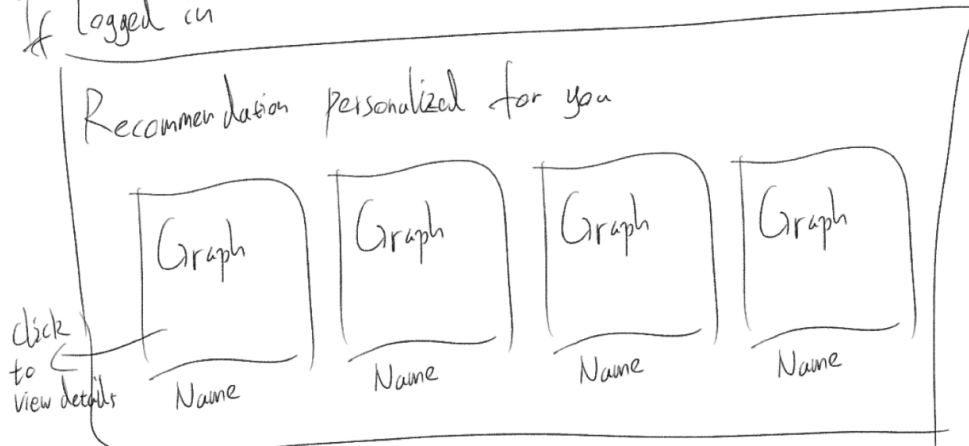 If logged in
Recommendation personalized for you
Graph Graph Graph Graph
click
to
view details
Name Name Name Name